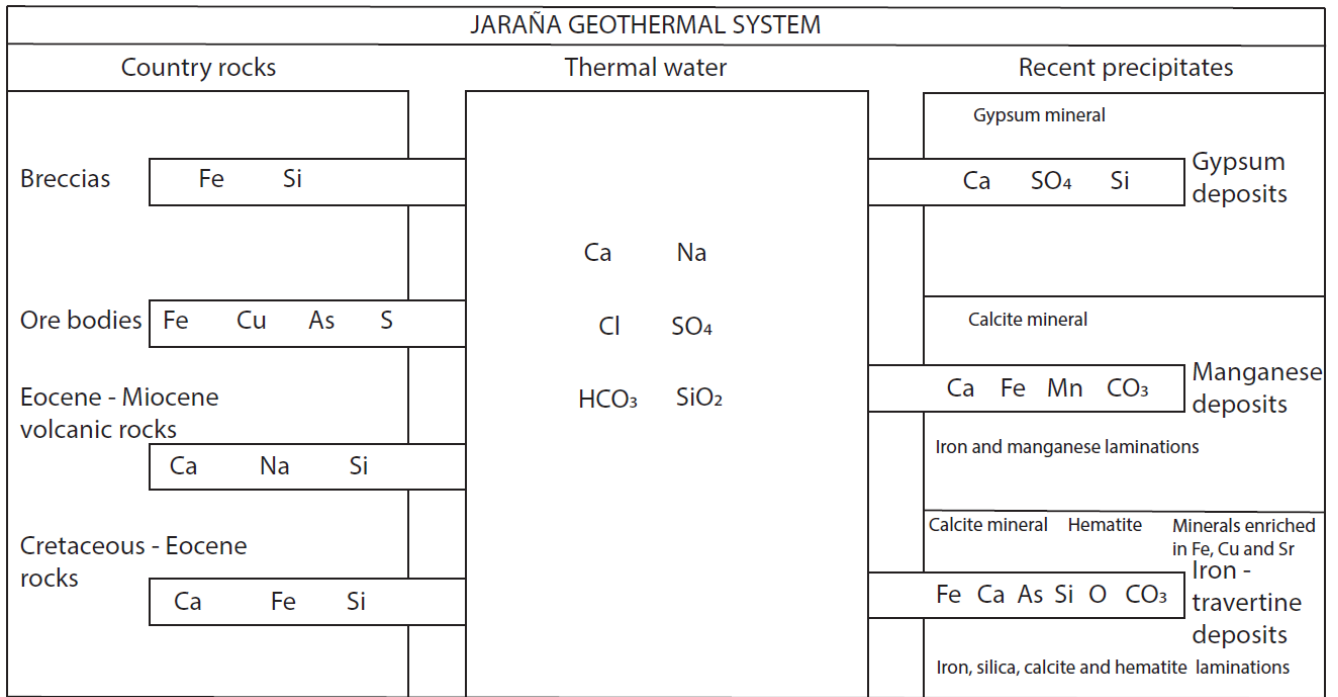 JARAÑA GEOTHERMAL SYSTEM
Country rocks
Breccias
Fe Si
Ore bodies
Fe Cu As S
Eocene - Miocene
volcanic rocks
Ca Na Si
Cretaceous - Eocene
rocks
Ca Fe Si
Thermal water
Ca Na
Cl SO₄
HCO₃ SiO₂
Recent precipitates
Gypsum mineral
Ca SO₄ Si
Gypsum
deposits
Calcite mineral
Ca Fe Mn CO₃
Manganese
deposits
Iron and manganese laminations
Calcite mineral Hematite
Minerals enriched
in Fe, Cu and Sr
Fe Ca As Si O CO₃
Iron -
travertine
deposits
Iron, silica, calcite and hematite laminations